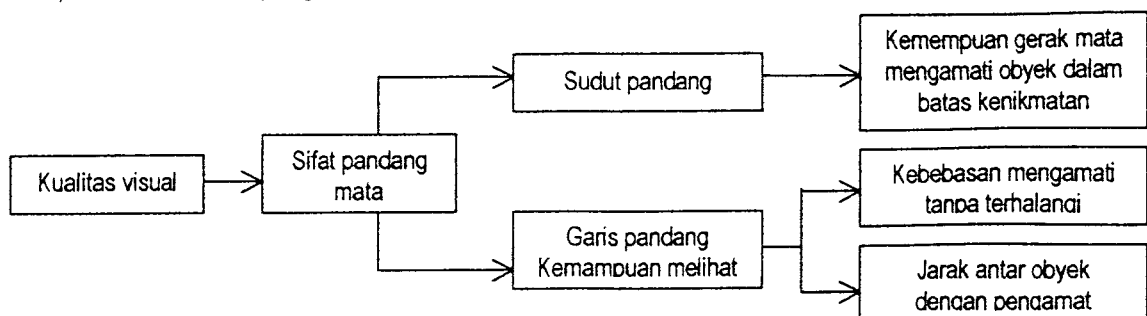 Kualitas visual
Sifat pandang
mata
Sudut pandang
Garis pandang
Kemampuan melihat
Kemempuan gerak mata
mengamati obyek dalam
batas kenikmatan
Kebebasan mengamati
tanpa terhalangi
Jarak antar obyek
dengan pengamat